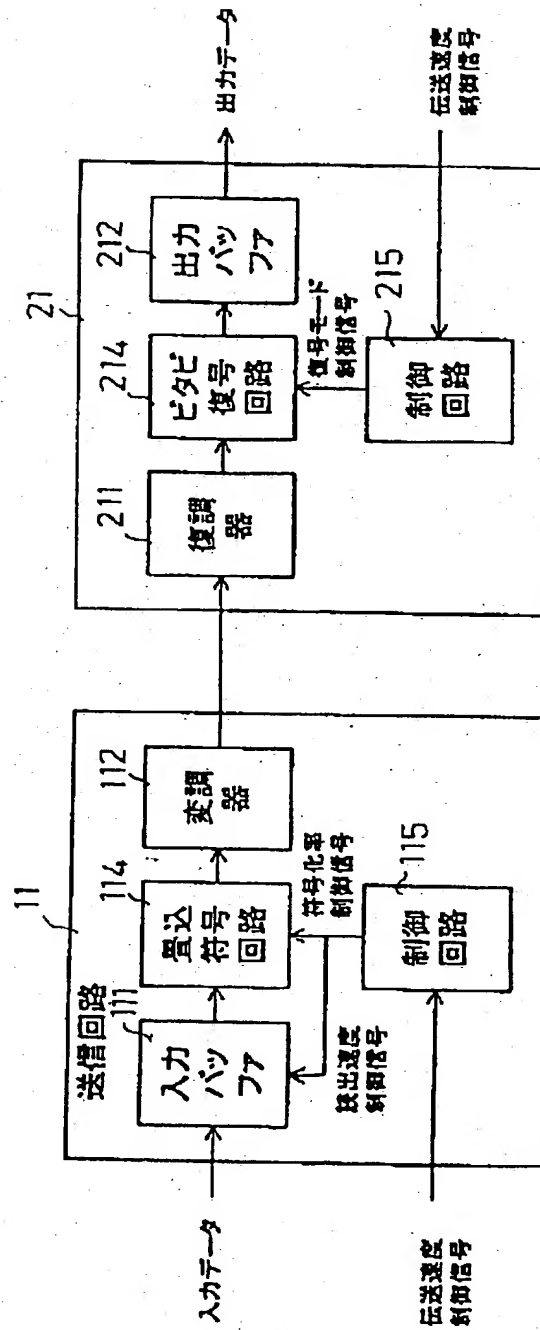 11
送信回路
111
入力
バッ
ファ
114
畳込
符号
回路
112
変調
器
入力データ
読出速度
制御信号
符号化率
制御信号
115
制御
回路
伝送速度
制御信号
21
211
復調
器
214
ビタビ
復号
回路
212
出力
バッ
ファ
出力データ
復号モード
制御信号
215
制御
回路
伝送速度
制御信号